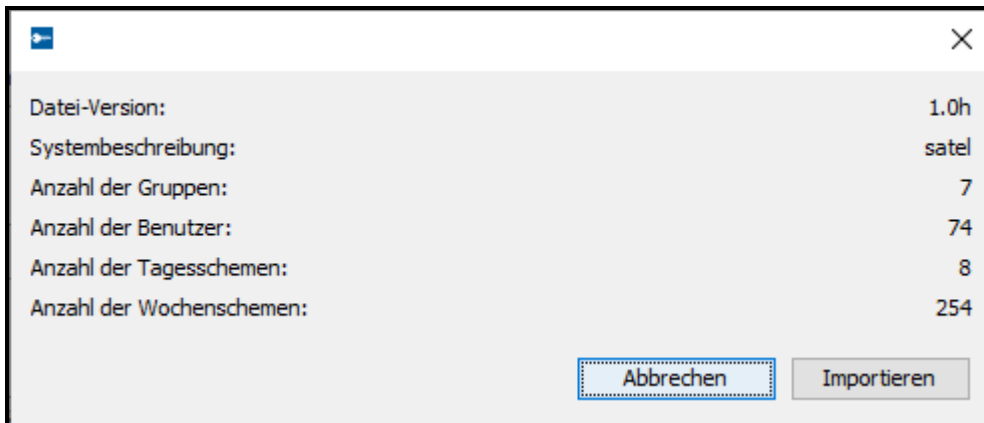 Datei-Version: 1.0h
Systembeschreibung: satel
Anzahl der Gruppen: 7
Anzahl der Benutzer: 74
Anzahl der Tagesschemen: 8
Anzahl der Wochenschemen: 254
Abbrechen Importieren